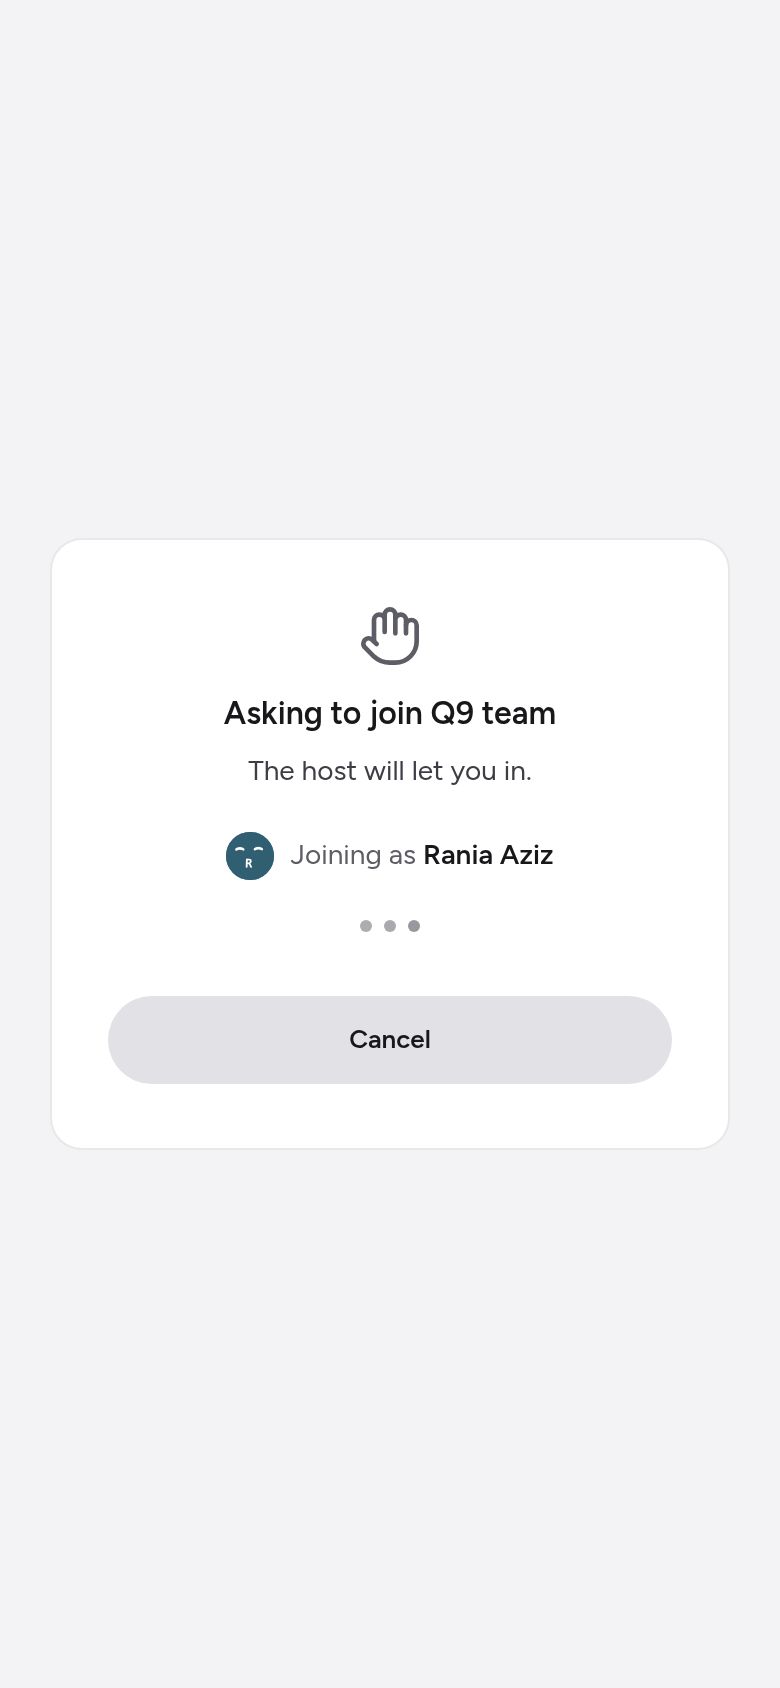 Asking to join Q9 team
The host will let you in.
R
Joining as Rania Aziz
Cancel